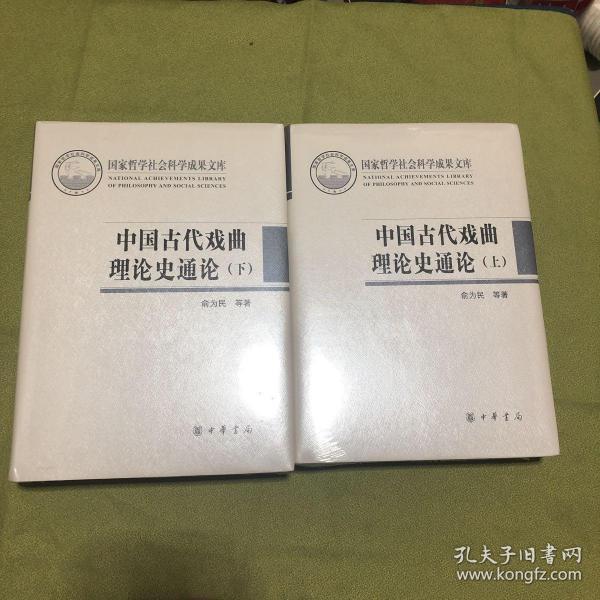 国家哲学社会科学成果文库
NATIONAL ACHIEVEMENTS LIBRARY
OF PHILOSOPHY AND SOCIAL SCIENCES
中国古代戏曲
理论史通论（下）
俞为民 等著
中華書局
国家哲学社会科学成果文库
NATIONAL ACHIEVEMENTS LIBRARY
OF PHILOSOPHY AND SOCIAL SCIENCES
中国古代戏曲
理论史通论（上）
俞为民 等著
中華書局
孔夫子旧书网
www.kongfz.com